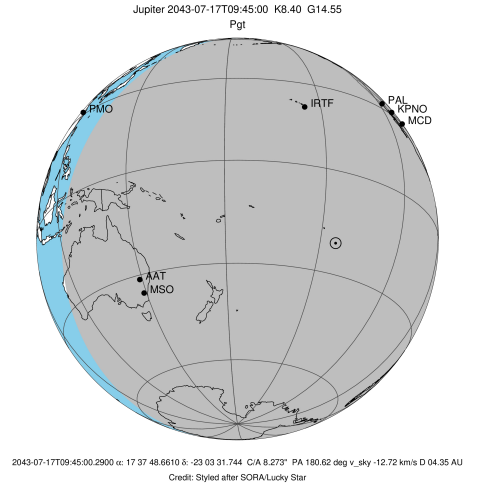 Jupiter 2043-07-17T09:45:00 K8.40 G14.55
Pgt
PMO
IRTF
PAL
KPNO
MCD
AAT
MSO
2043-07-17T09:45:00.2900 α: 17 37 48.6610 δ: -23 03 31.744 C/A 8.273" PA 180.62 deg v_sky -12.72 km/s D 04.35 AU
Credit: Styled after SORA/Lucky Star